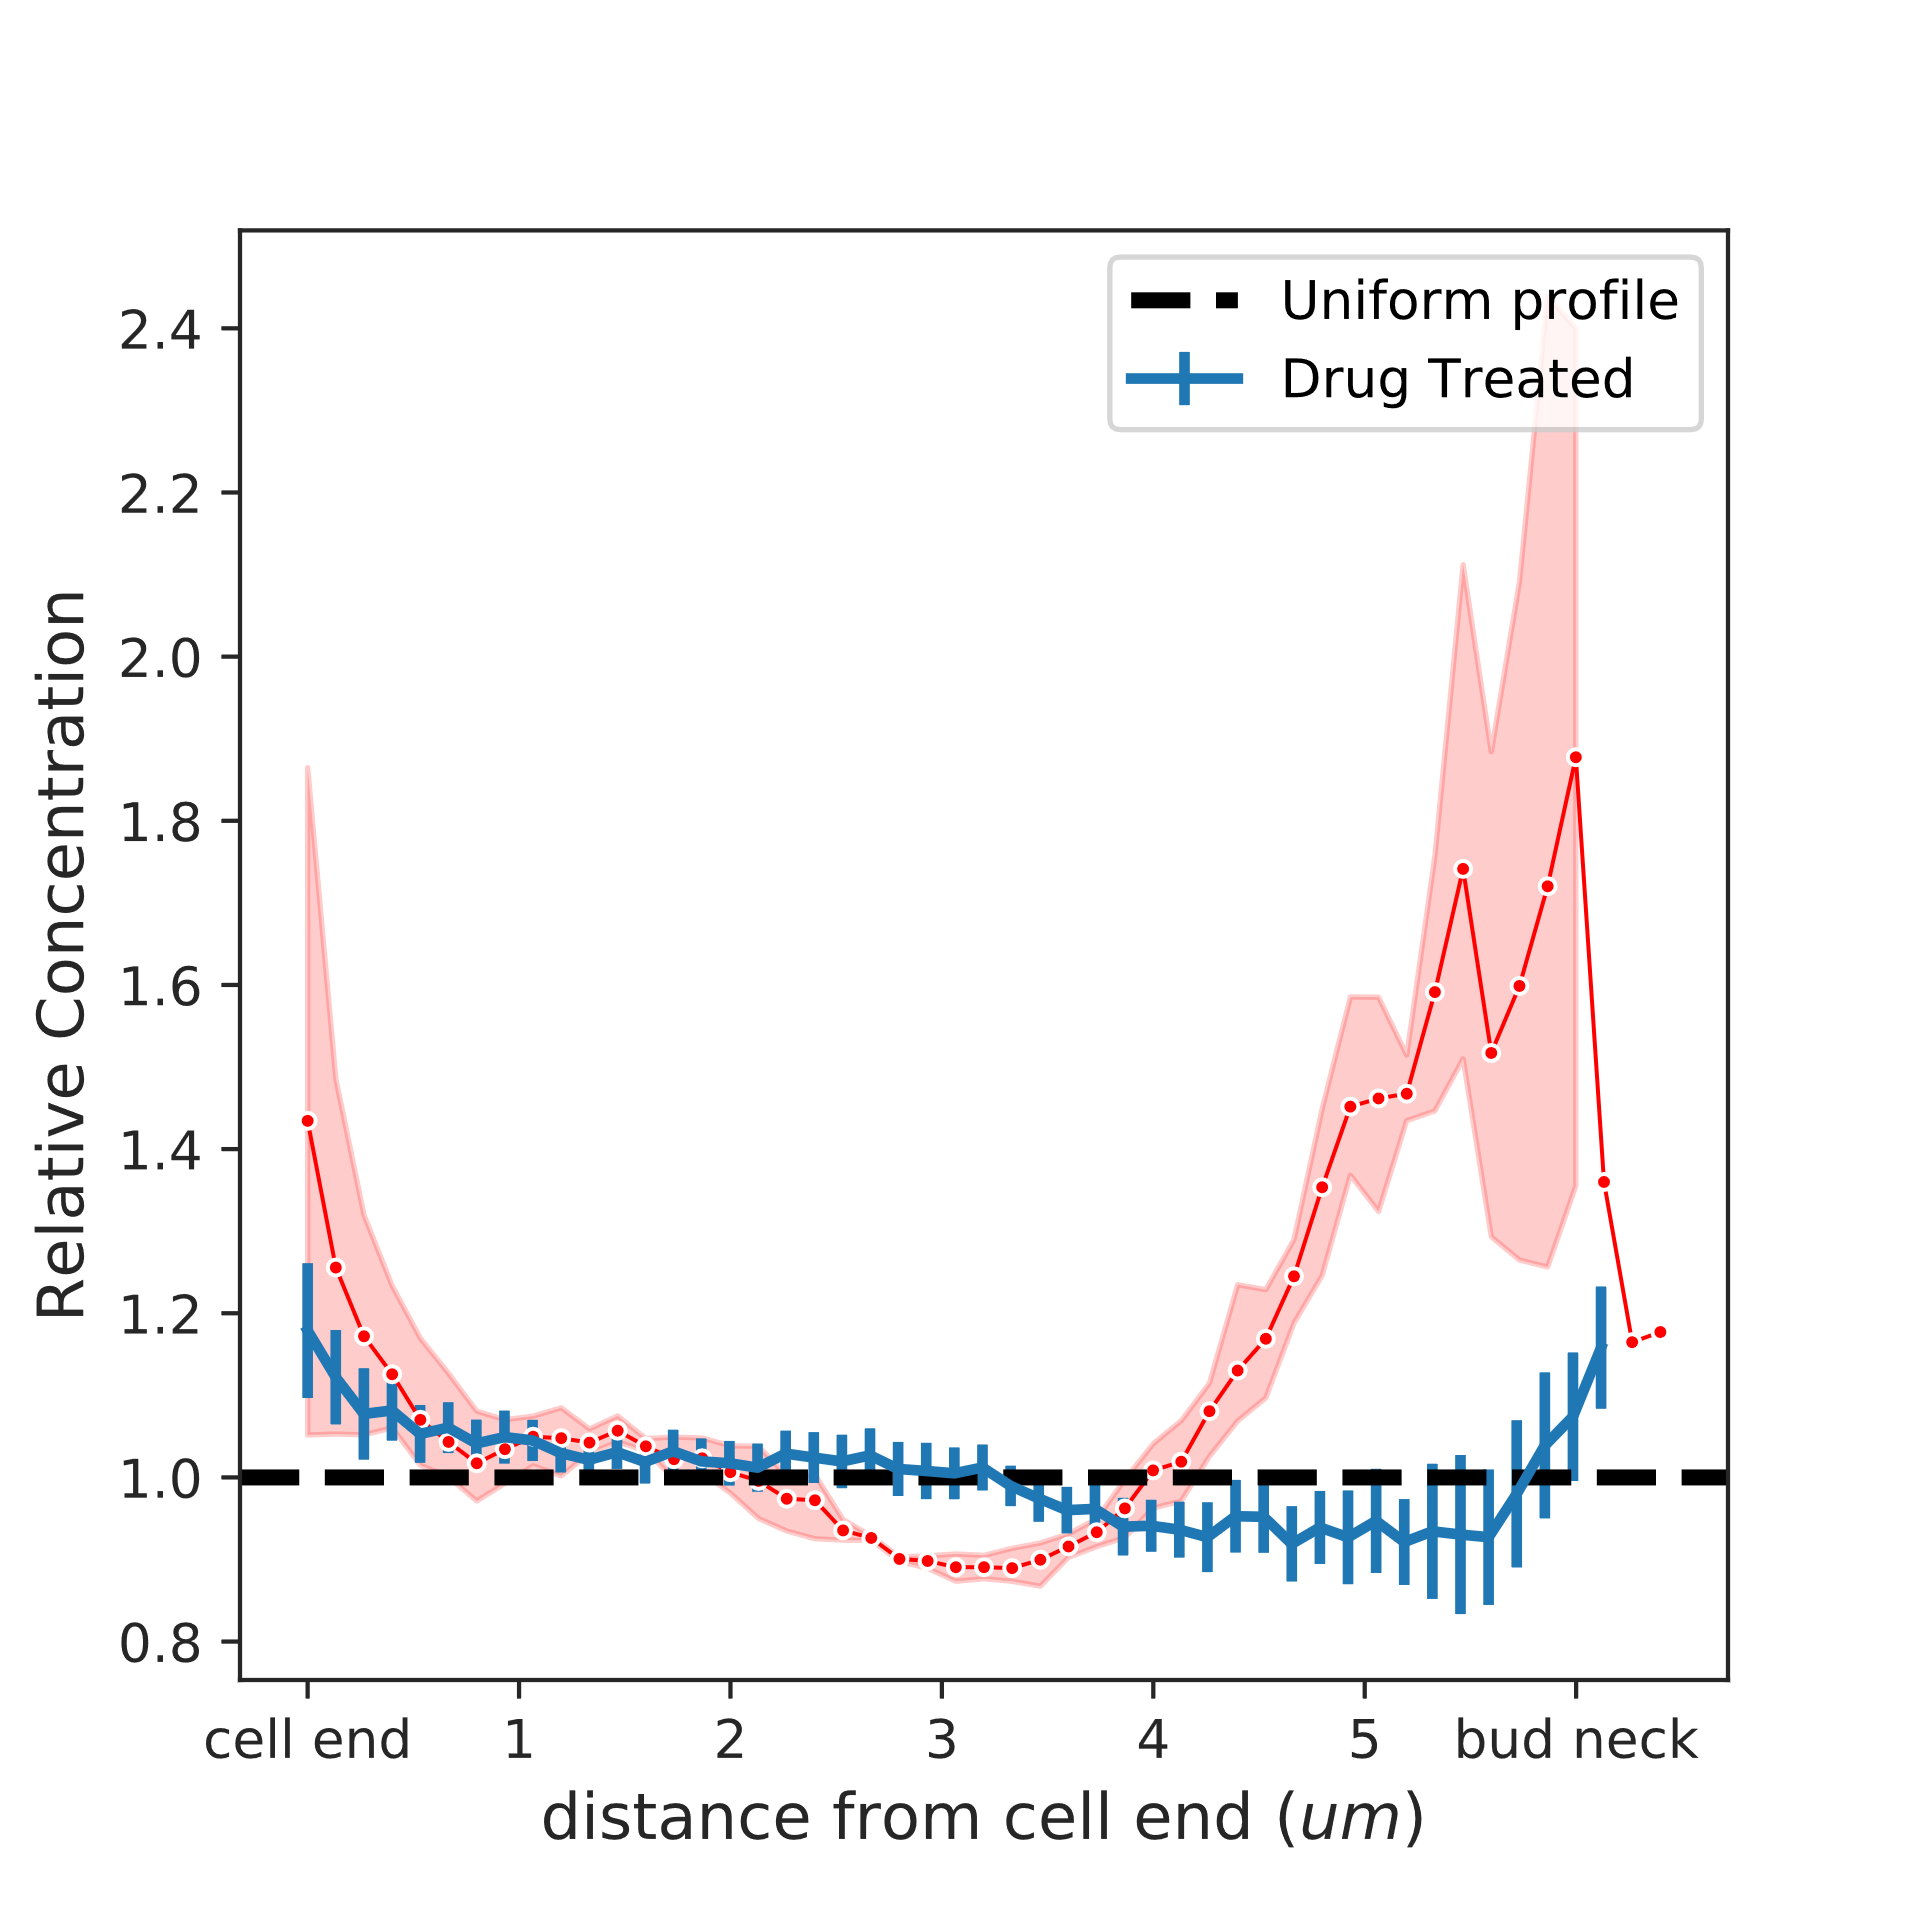 Uniform profile
Drug Treated
Relative Concentration
2.4
2.2
2.0
1.8
1.6
1.4
1.2
1.0
0.8
cell end 1 2 3 4 5 bud neck
distance from cell end (um)